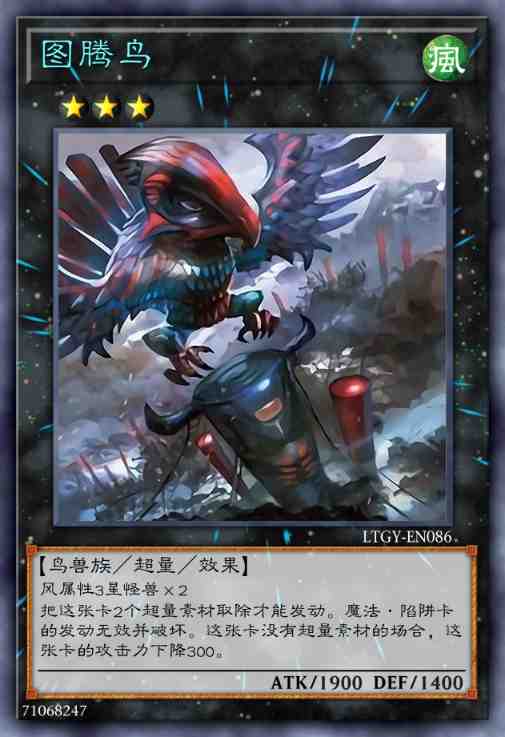 图腾鸟
瘋
LTGY-EN086
【鸟兽族／超量／效果】
风属性3星怪兽×2
把这张卡2个超量素材取除才能发动。魔法·陷阱卡
的发动无效并破坏。这张卡没有超量素材的场合，这
张卡的攻击力下降300。
ATK/1900 DEF/1400
71068247